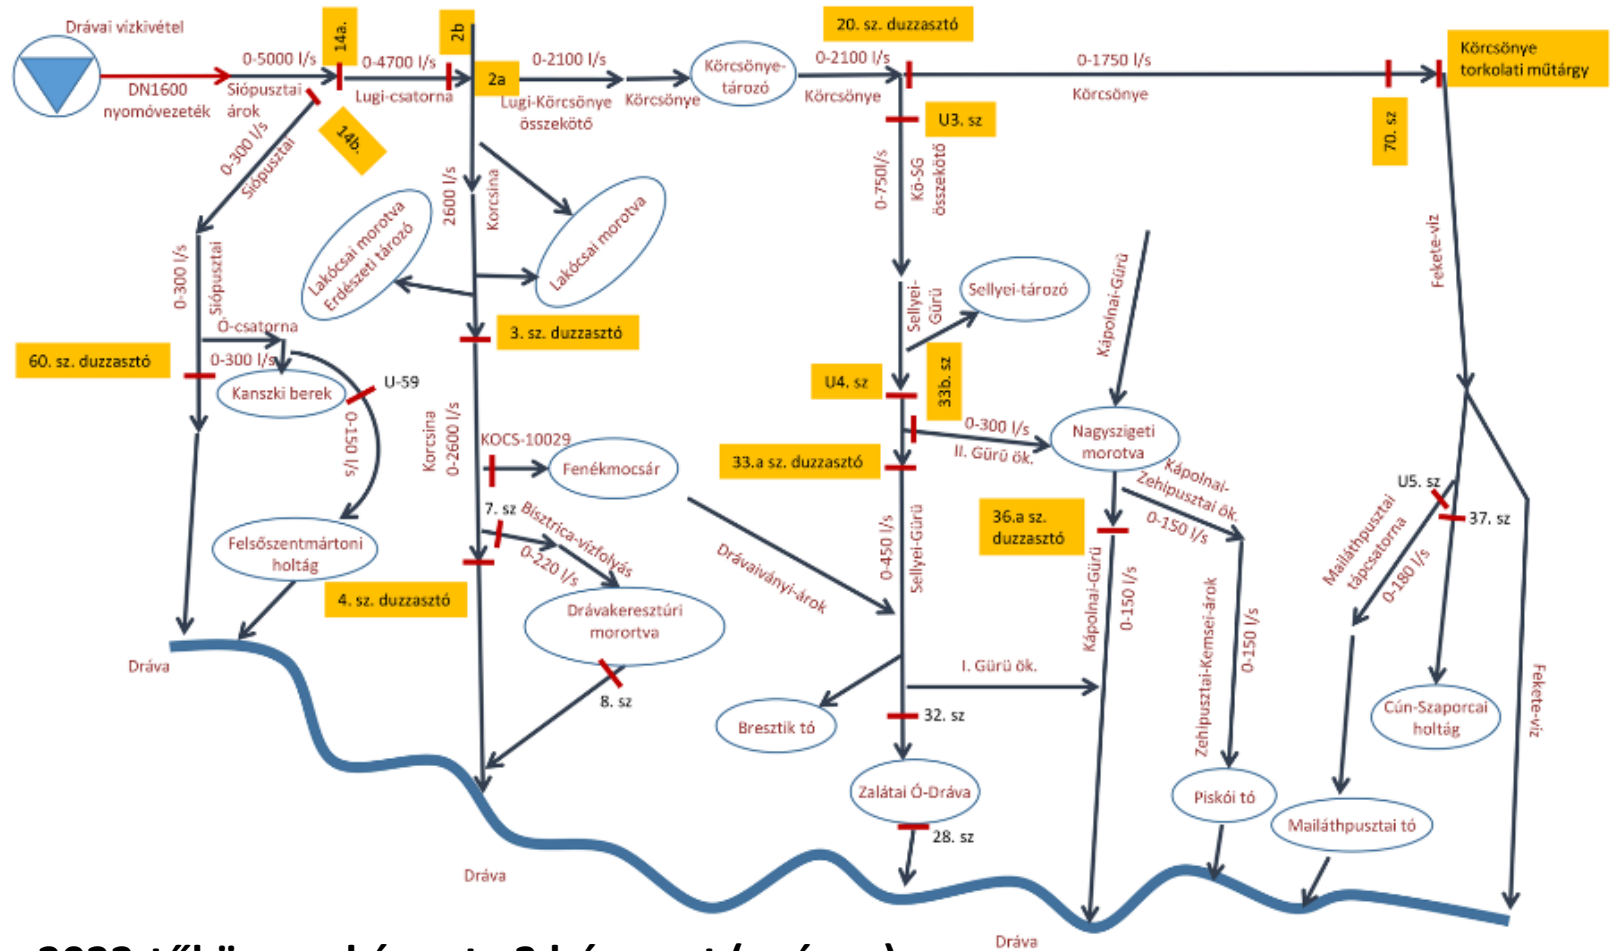 Drávai vízkivétel
DN1600
nyomóvezeték
0-5000 l/s
Siópusztai
árok
14a.
0-4700 l/s
Lugi-csatorna
2b
2a
0-2100 l/s
Lugi-Körcsönye
összekötő
Körcsönye
Körcsönye-
tározó
0-2100 l/s
Körcsönye
20. sz. duzzasztó
0-1750 l/s
Körcsönye
70. sz
Körcsönye
torkolati műtárgy
14b.
0-300 l/s
Siópusztai
0-300 l/s
Siópusztai
Ó-csatorna
0-300 l/s
60. sz. duzzasztó
Kanszki berek
U-59
0-150 l/s
Felsőszentmártoni
holtág
Dráva
2600 l/s
Korcsina
Lakócsai morotva
Erdészeti tározó
Lakócsai morotva
3. sz. duzzasztó
Korcsina
0-2600 l/s
KOCS-10029
Fenékmocsár
7. sz
Bisztrica-vízfolyás
0-220 l/s
4. sz. duzzasztó
Drávakeresztúri
morortva
8. sz
Dráva
U3. sz
0-750l/s
Kö-SG
összekötő
Sellyei-
Gürü
Sellyei-tározó
U4. sz
33b. sz
0-300 l/s
II. Gürü ök.
33.a sz. duzzasztó
Kápolnai-Gürü
Nagyszigeti
morotva
Kápolnai-
Zehipusztai ök.
0-150 l/s
36.a sz.
duzzasztó
0-450 l/s
Sellyei-Gürü
Drávaiványi-árok
Kápolnai-Gürü
0-150 l/s
I. Gürü ök.
Bresztik tó
32. sz
Zalátai Ó-Dráva
28. sz
Zehipusztai-Kemsei-árok
0-150 l/s
Piskói tó
Dráva
Fekete-víz
U5. sz
37. sz
Mailáthpusztai
tápcsatorna
0-180 l/s
Cún-Szaporcai
holtág
Mailáthpusztai tó
Fekete-víz